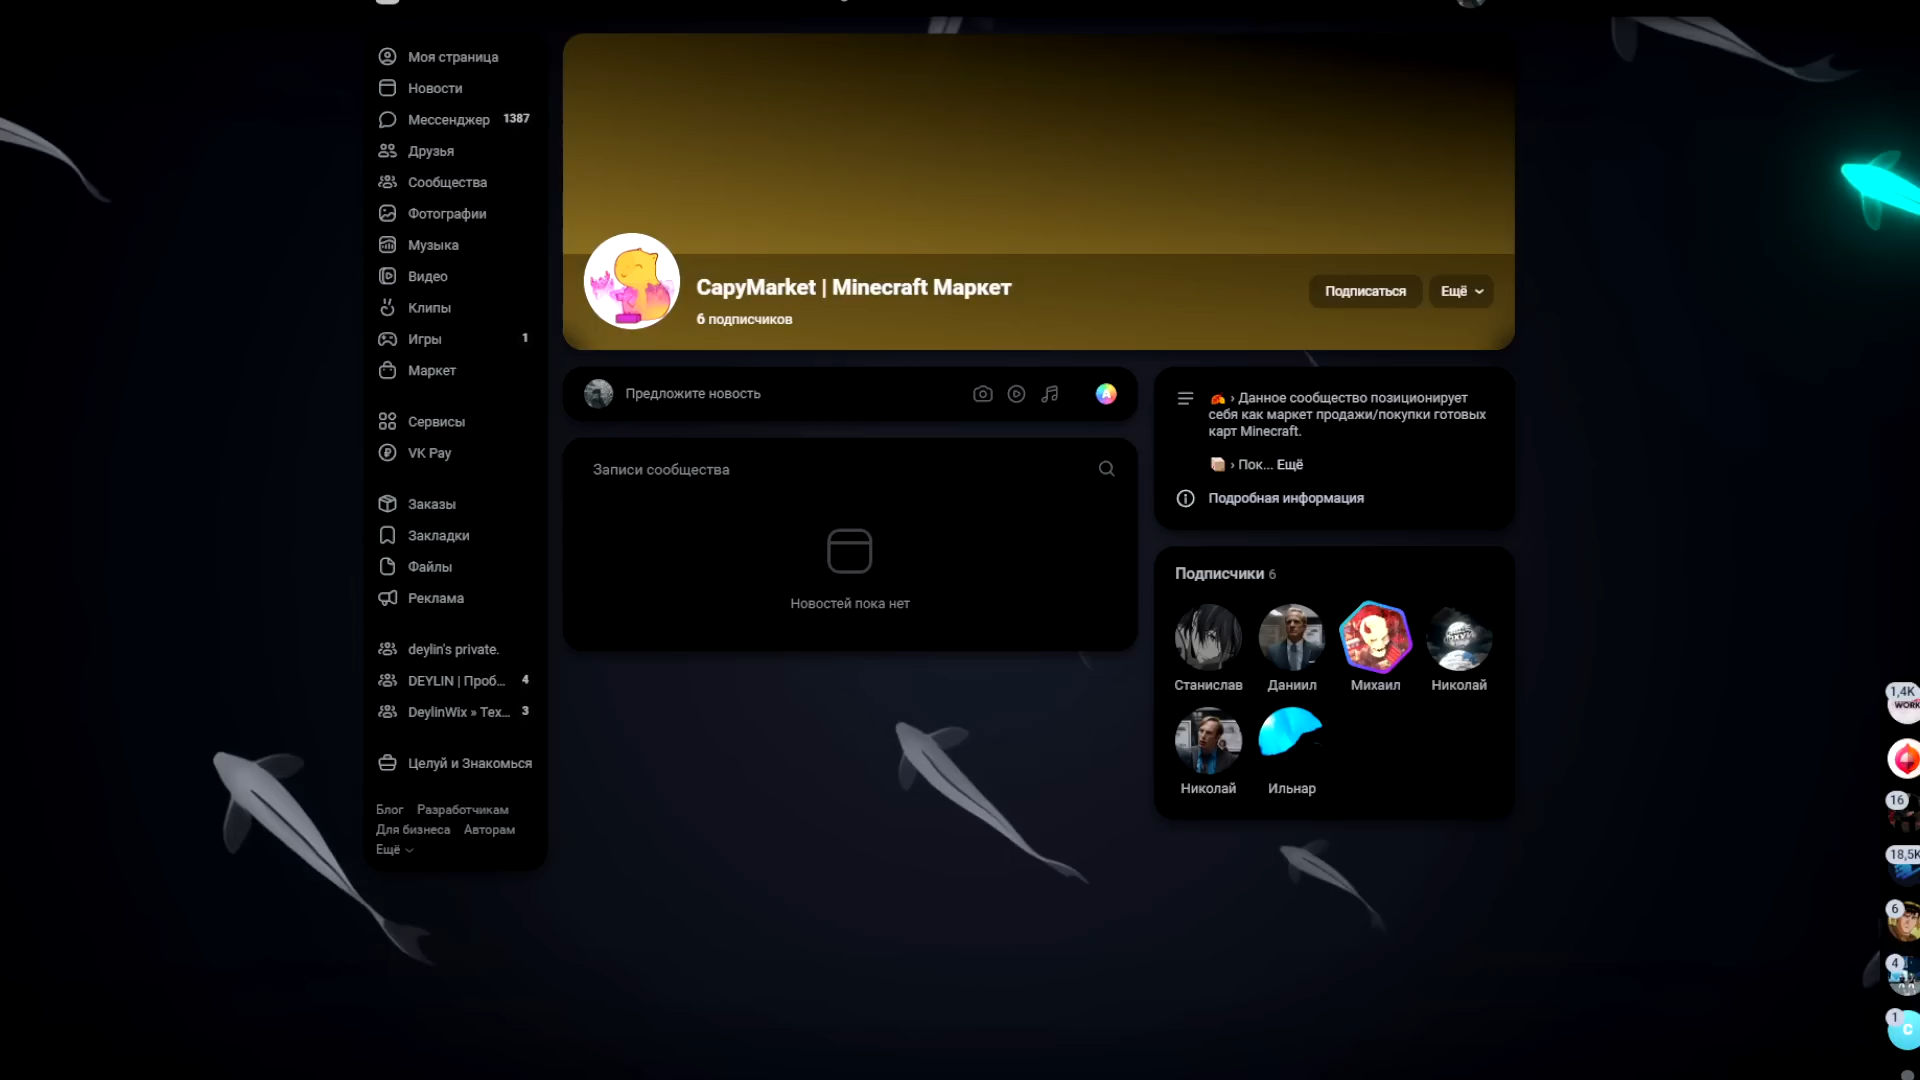 Моя страница
Новости
Мессенджер 1387
Друзья
Сообщества
Фотографии
Музыка
Видео
Клипы
Игры 1
Маркет
Сервисы
VK Pay
Заказы
Закладки
Файлы
Реклама
deylin's private.
DEYLIN | Проб... 4
DeylinWix » Тех... 3
Целуй и Знакомься
Блог Разработчикам
Для бизнеса Авторам
Ещё
CapyMarket | Minecraft Маркет
6 подписчиков
Подписаться
Ещё
Предложите новость
Записи сообщества
Новостей пока нет
› Данное сообщество позиционирует
себя как маркет продажи/покупки готовых
карт Minecraft.
› Пок... Ещё
Подробная информация
Подписчики 6
Станислав Даниил Михаил Николай
Николай Ильнар
1,4K
WORK
16
18,5K
6
4
1
C